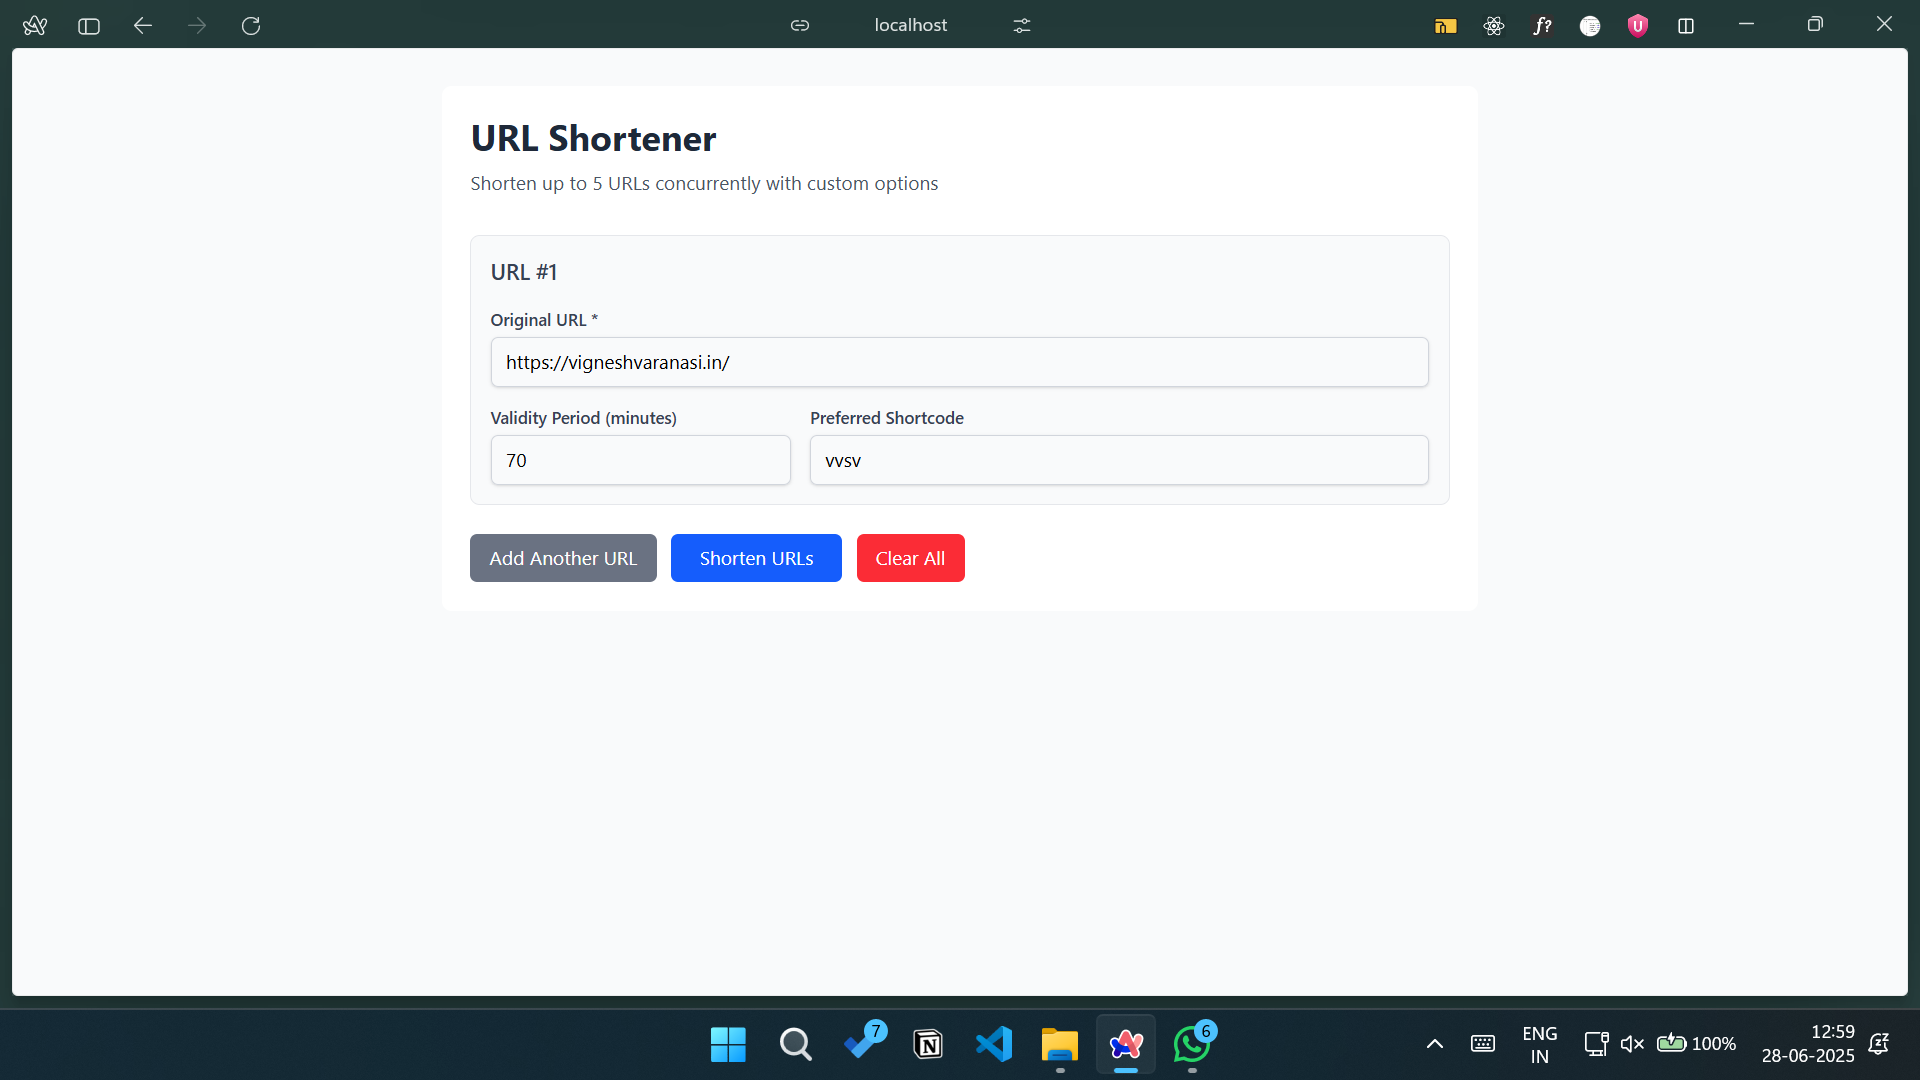 localhost
f?
URL Shortener
Shorten up to 5 URLs concurrently with custom options
URL #1
Original URL *
https://vigneshvaranasi.in/
Validity Period (minutes)
Preferred Shortcode
70
vvsv
Add Another URL
Shorten URLs
Clear All
7
N
6
ENG
IN
100%
12:59
28-06-2025